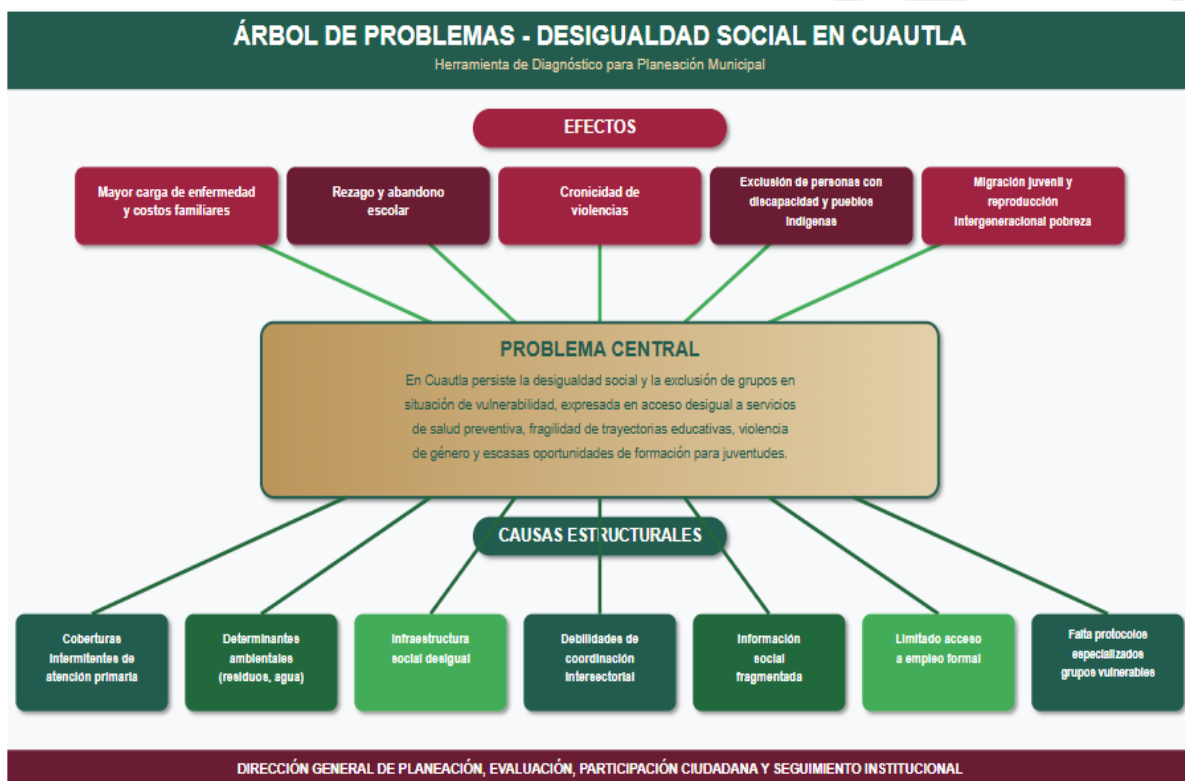 ÁRBOL DE PROBLEMAS - DESIGUALDAD SOCIAL EN CUAUTLA
Herramienta de Diagnóstico para Planeación Municipal
EFECTOS
Mayor carga de enfermedad
y costos familiares
Rezago y abandono
escolar
Cronicidad de
violencias
Exclusión de personas con
discapacidad y pueblos
indígenas
Migración juvenil y
reproducción
intergeneracional pobreza
PROBLEMA CENTRAL
En Cuautla persiste la desigualdad social y la exclusión de grupos en
situación de vulnerabilidad, expresada en acceso desigual a servicios
de salud preventiva, fragilidad de trayectorias educativas, violencia
de género y escasas oportunidades de formación para juventudes.
CAUSAS ESTRUCTURALES
Coberturas
intermitentes de
atención primaria
Determinantes
ambientales
(residuos, agua)
Infraestructura
social desigual
Debilidades de
coordinación
intersectorial
Información
social
fragmentada
Limitado acceso
a empleo formal
Falta protocolos
especializados
grupos vulnerables
DIRECCIÓN GENERAL DE PLANEACIÓN, EVALUACIÓN, PARTICIPACIÓN CIUDADANA Y SEGUIMIENTO INSTITUCIONAL